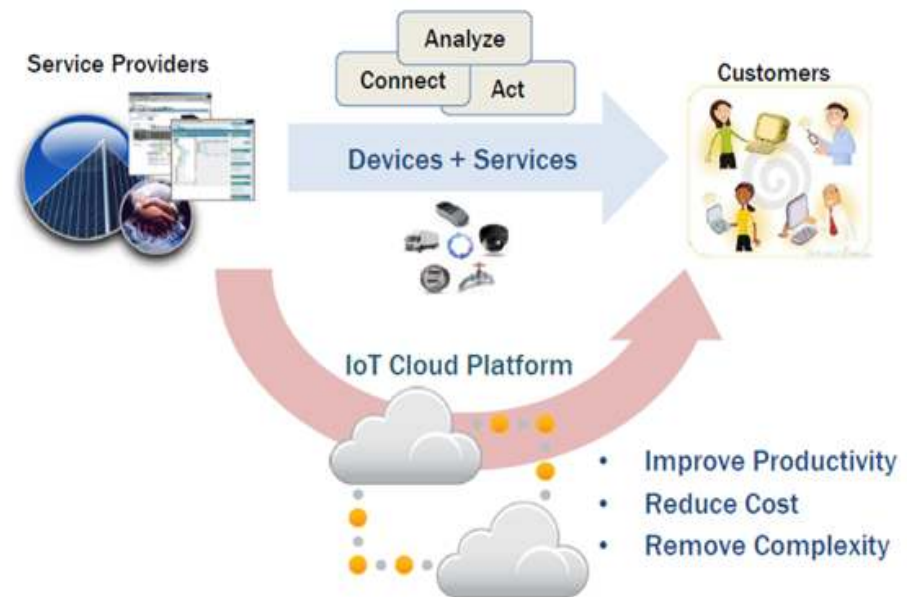 Analyze
Service Providers
Connect
Act
Customers
Devices + Services
IoT Cloud Platform
• Improve Productivity
• Reduce Cost
• Remove Complexity